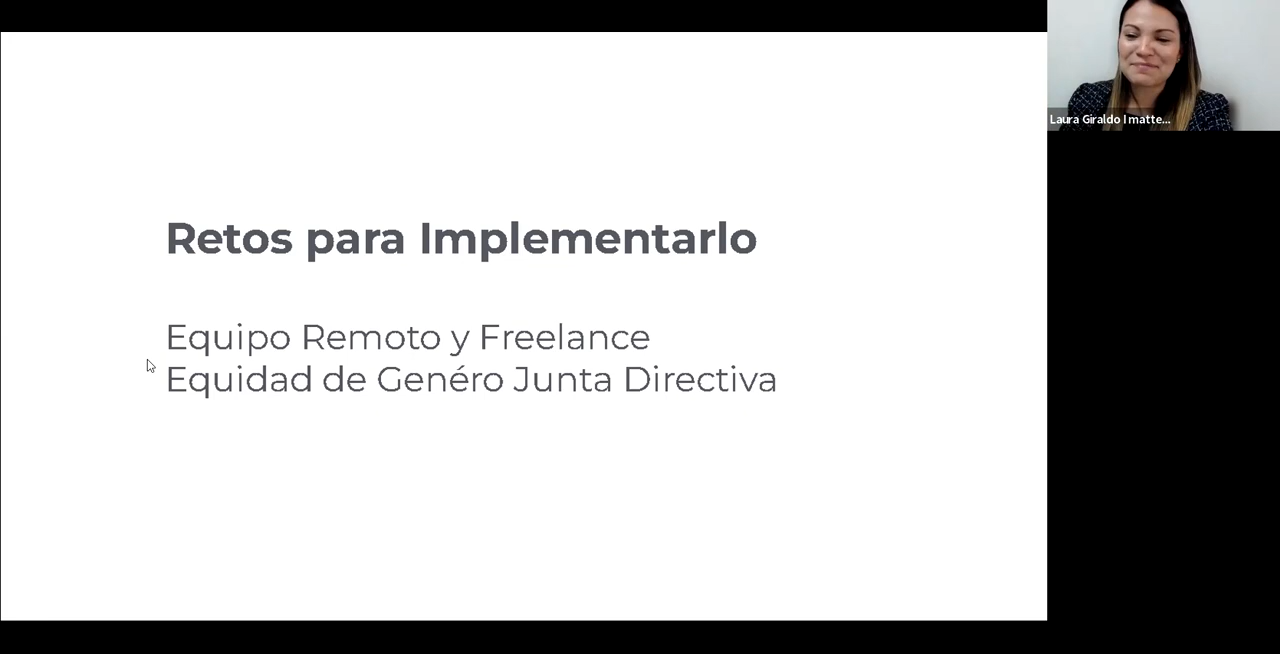 Retos para Implementarlo
Equipo Remoto y Freelance
Equidad de Genéro Junta Directiva
Laura Giraldo I matte...